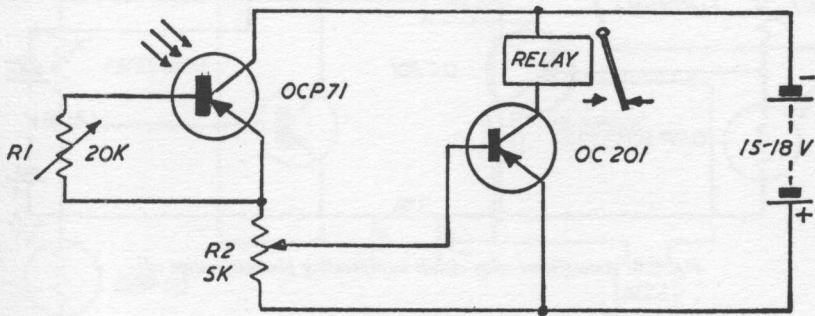 RELAY
OCP71
R1
20K
OC201
15-18 V
-
+
R2
5K